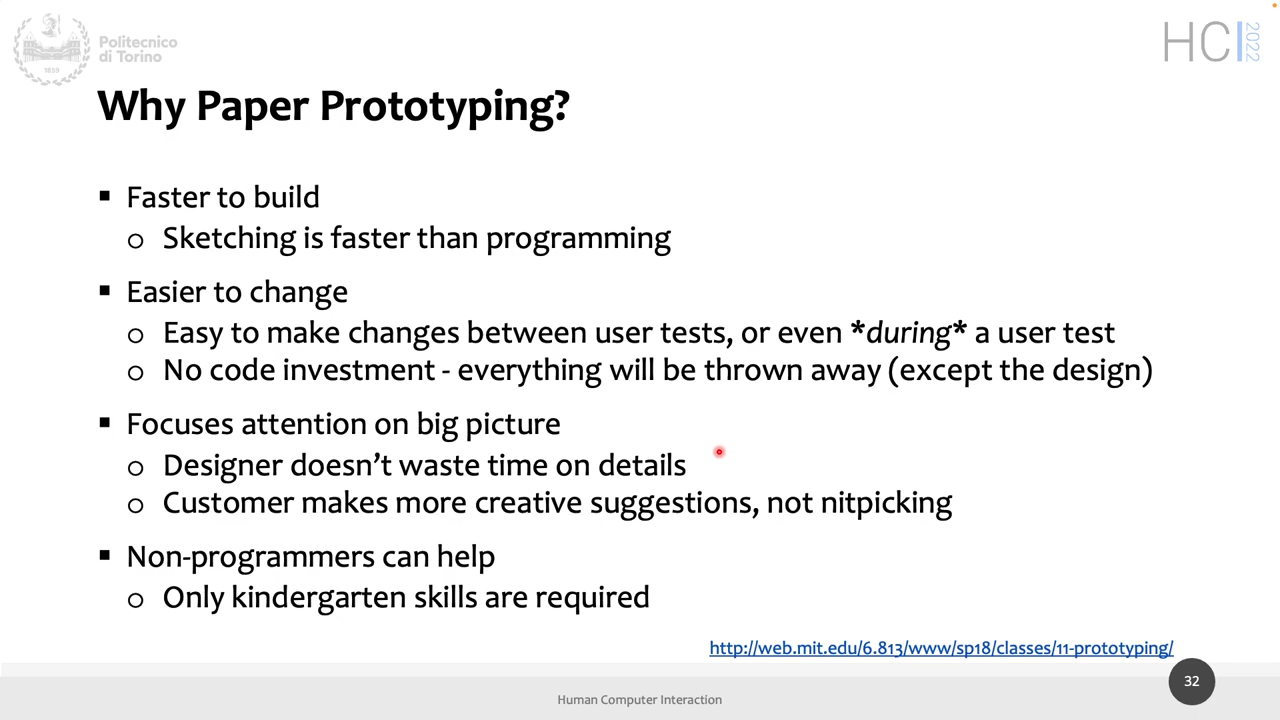 Politecnico
di Torino
1859
HCI 2022
Why Paper Prototyping?
▪ Faster to build
o Sketching is faster than programming
▪ Easier to change
o Easy to make changes between user tests, or even *during* a user test
o No code investment - everything will be thrown away (except the design)
▪ Focuses attention on big picture
o Designer doesn't waste time on details
o Customer makes more creative suggestions, not nitpicking
▪ Non-programmers can help
o Only kindergarten skills are required
http://web.mit.edu/6.813/www/sp18/classes/11-prototyping/
32
Human Computer Interaction